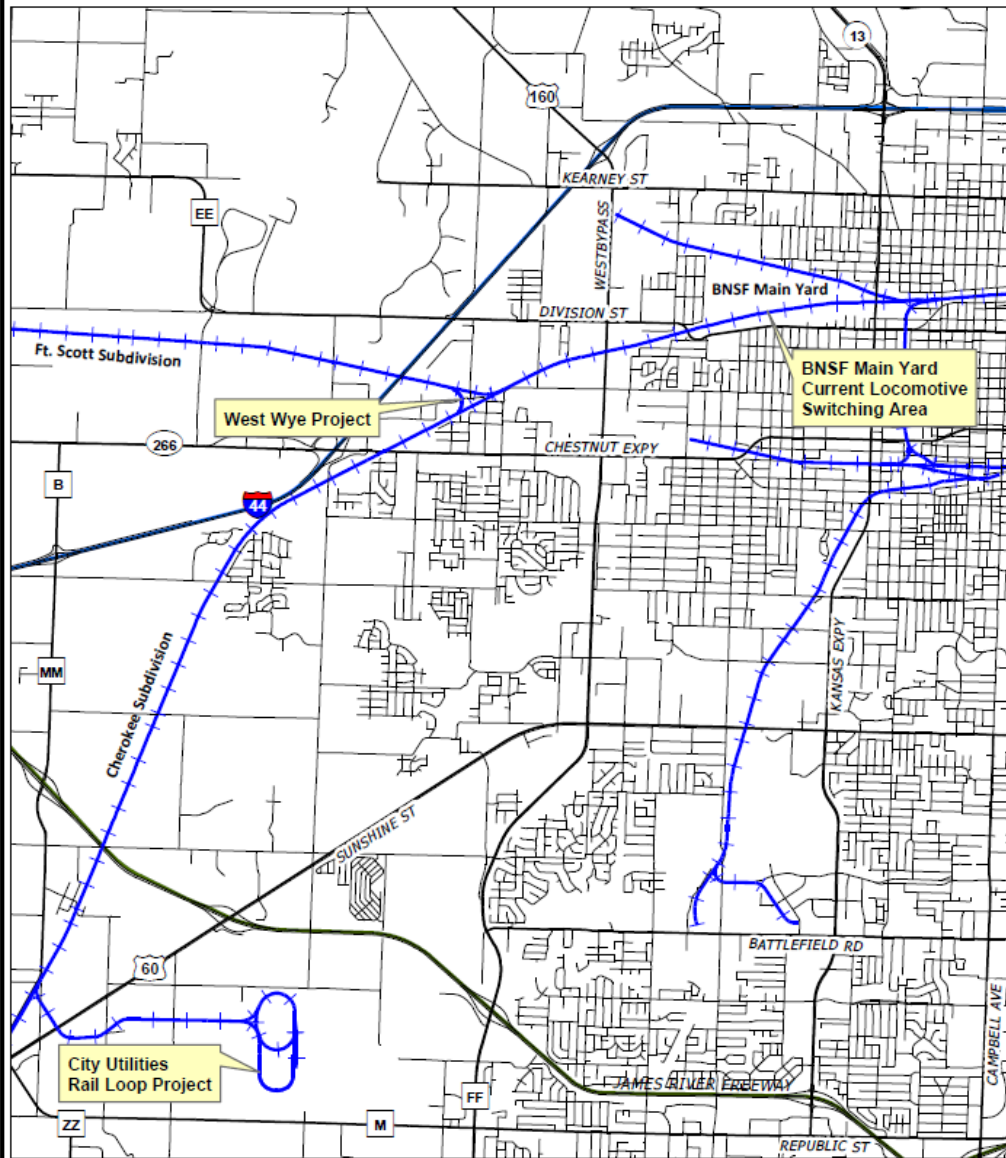 13
160
KEARNEY ST
EE
WESTBYPASS
BNSF Main Yard
DIVISION ST
Ft. Scott Subdivision
BNSF Main Yard
Current Locomotive
Switching Area
West Wye Project
266
CHESTNUT EXPY
B
44
Cherokee Subdivision
MM
KANSAS EXPY
SUNSHINE ST
BATTLEFIELD RD
60
CAMPBELL AVE
City Utilities
Rail Loop Project
JAMES RIVER FREEWAY
FF
ZZ
M
REPUBLIC ST